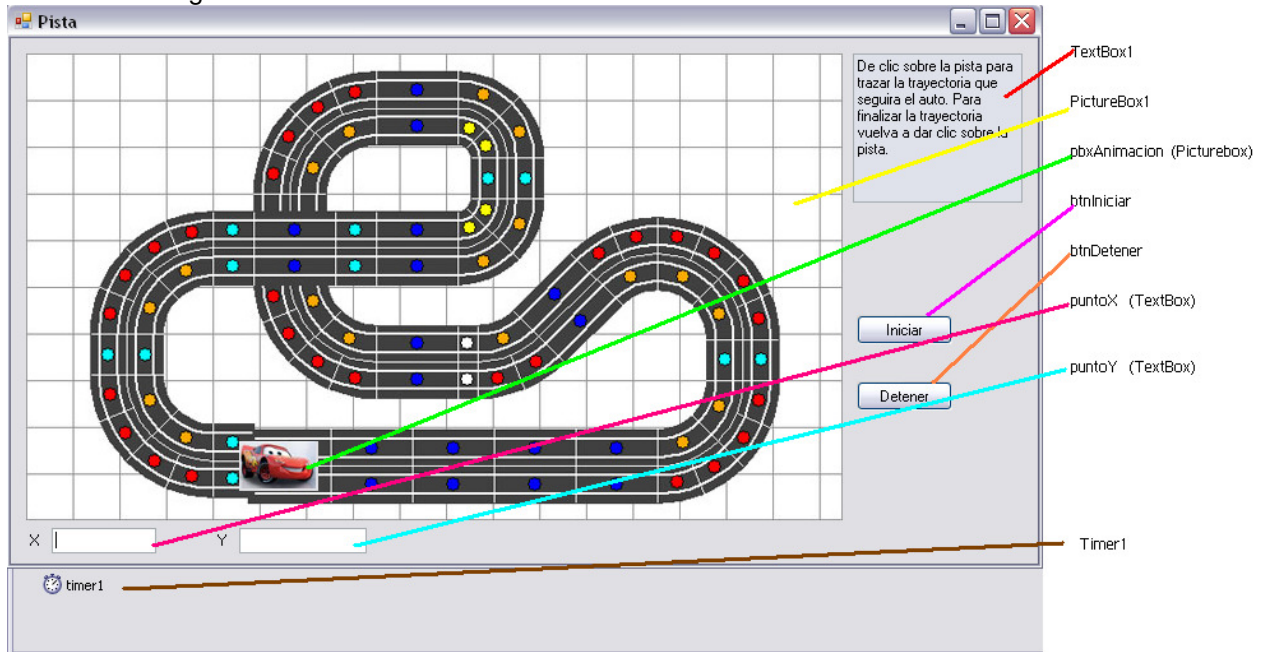 Pista
De clic sobre la pista para
trazar la trayectoria que
seguira el auto. Para
finalizar la trayectoria
vuelva a dar clic sobre la
pista.
Iniciar
Detener
X
Y
timer1
TextBox1
PictureBox1
pbxAnimacion (Picturebox)
btnIniciar
btnDetener
puntoX (TextBox)
puntoY (TextBox)
Timer1